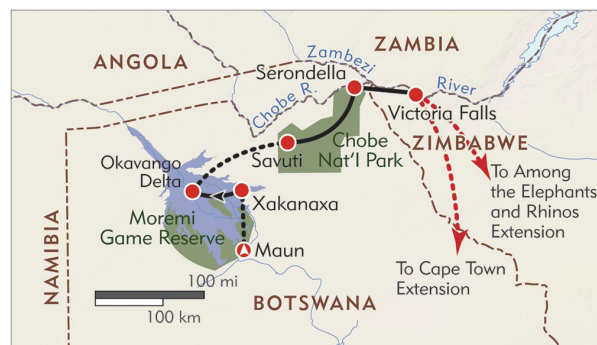 ANGOLA
ZAMBIA
Zambezi
River
Serondella
Chobe R.
Victoria Falls
ZIMBABWE
Chobe
Nat'l Park
Savuti
Okavango
Delta
Xakanaxa
Moremi
Game Reserve
Maun
NAMIBIA
BOTSWANA
To Among
the Elephants
and Rhinos
Extension
To Cape Town
Extension
100 mi
100 km